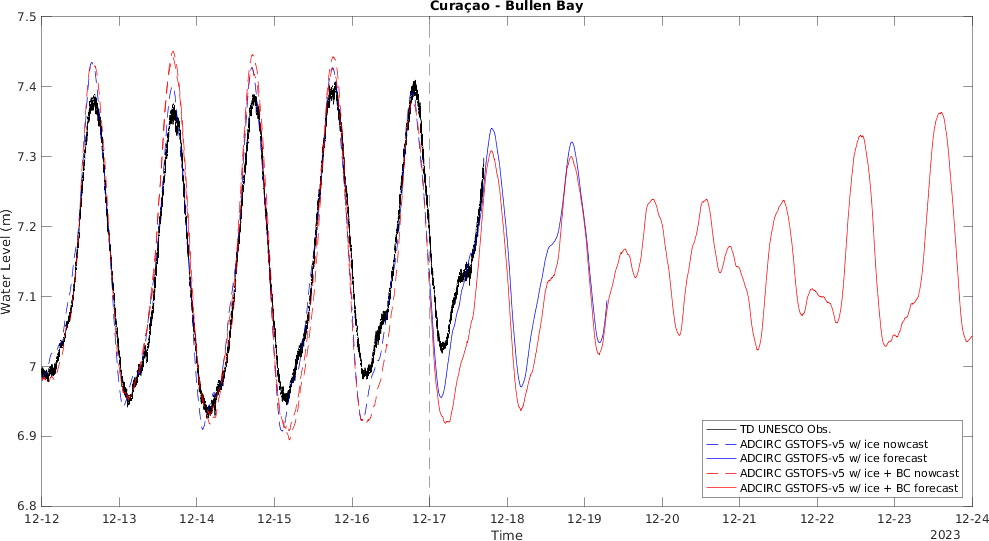 Curaçao - Bullen Bay
7.5
7.4
7.3
7.2
7.1
7
6.9
6.8
Water Level (m)
TD UNESCO Obs.
ADCIRC GSTOFS-v5 w/ ice nowcast
ADCIRC GSTOFS-v5 w/ ice forecast
ADCIRC GSTOFS-v5 w/ ice + BC nowcast
ADCIRC GSTOFS-v5 w/ ice + BC forecast
12-12 12-13 12-14 12-15 12-16 12-17 12-18 12-19 12-20 12-21 12-22 12-23 12-24
Time
2023